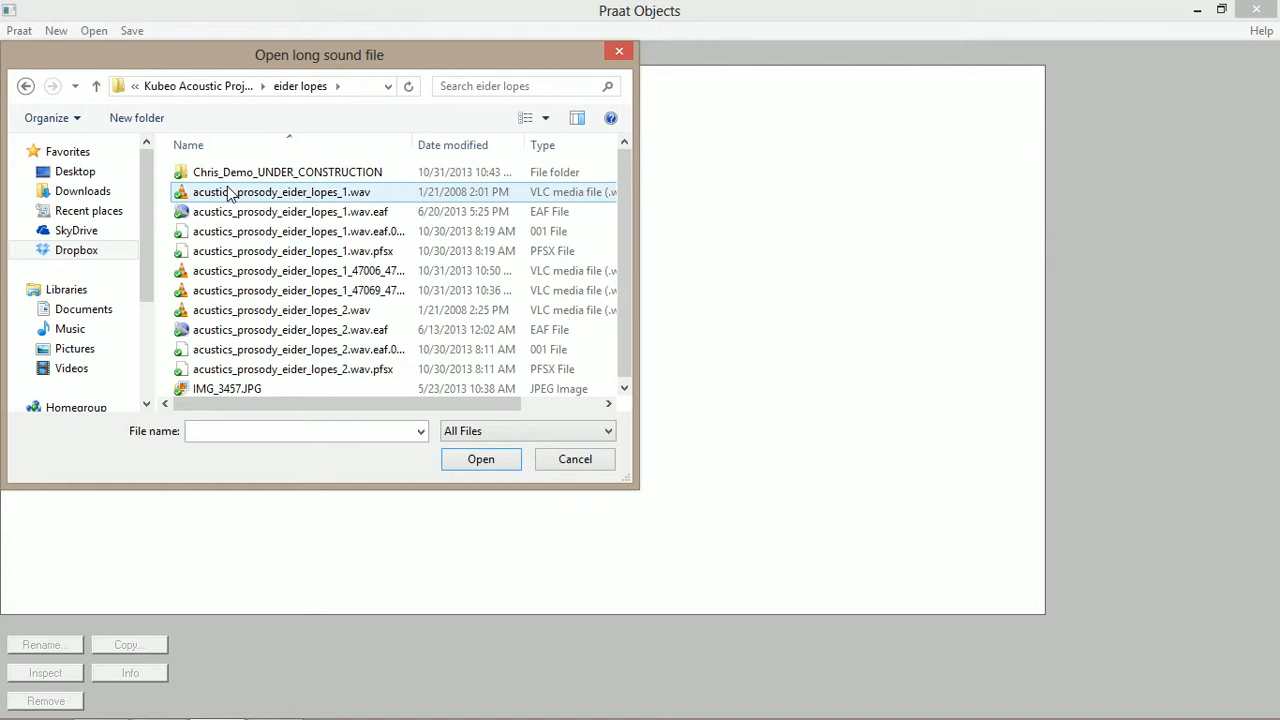 Praat Objects
Praat New Open Save Help
Open long sound file
« Kubeo Acoustic Proj... eider lopes
Search eider lopes
Organize New folder
Name Date modified Type
Favorites
Desktop
Downloads
Recent places
SkyDrive
Dropbox
Libraries
Documents
Music
Pictures
Videos
Homegroup
Chris_Demo_UNDER_CONSTRUCTION 10/31/2013 10:43 ... File folder
acustics_prosody_eider_lopes_1.wav 1/21/2008 2:01 PM VLC media file (.w
acustics_prosody_eider_lopes_1.wav.eaf 6/20/2013 5:25 PM EAF File
acustics_prosody_eider_lopes_1.wav.eaf.0... 10/30/2013 8:19 AM 001 File
acustics_prosody_eider_lopes_1.wav.pfsx 10/30/2013 8:19 AM PFSX File
acustics_prosody_eider_lopes_1_47006_47... 10/31/2013 10:50 ... VLC media file (.w
acustics_prosody_eider_lopes_1_47069_47... 10/31/2013 10:36 ... VLC media file (.w
acustics_prosody_eider_lopes_2.wav 1/21/2008 2:25 PM VLC media file (.w
acustics_prosody_eider_lopes_2.wav.eaf 6/13/2013 12:02 AM EAF File
acustics_prosody_eider_lopes_2.wav.eaf.0... 10/30/2013 8:11 AM 001 File
acustics_prosody_eider_lopes_2.wav.pfsx 10/30/2013 8:11 AM PFSX File
IMG_3457.JPG 5/23/2013 10:38 AM JPEG Image
File name: All Files
Open Cancel
Rename... Copy...
Inspect Info
Remove